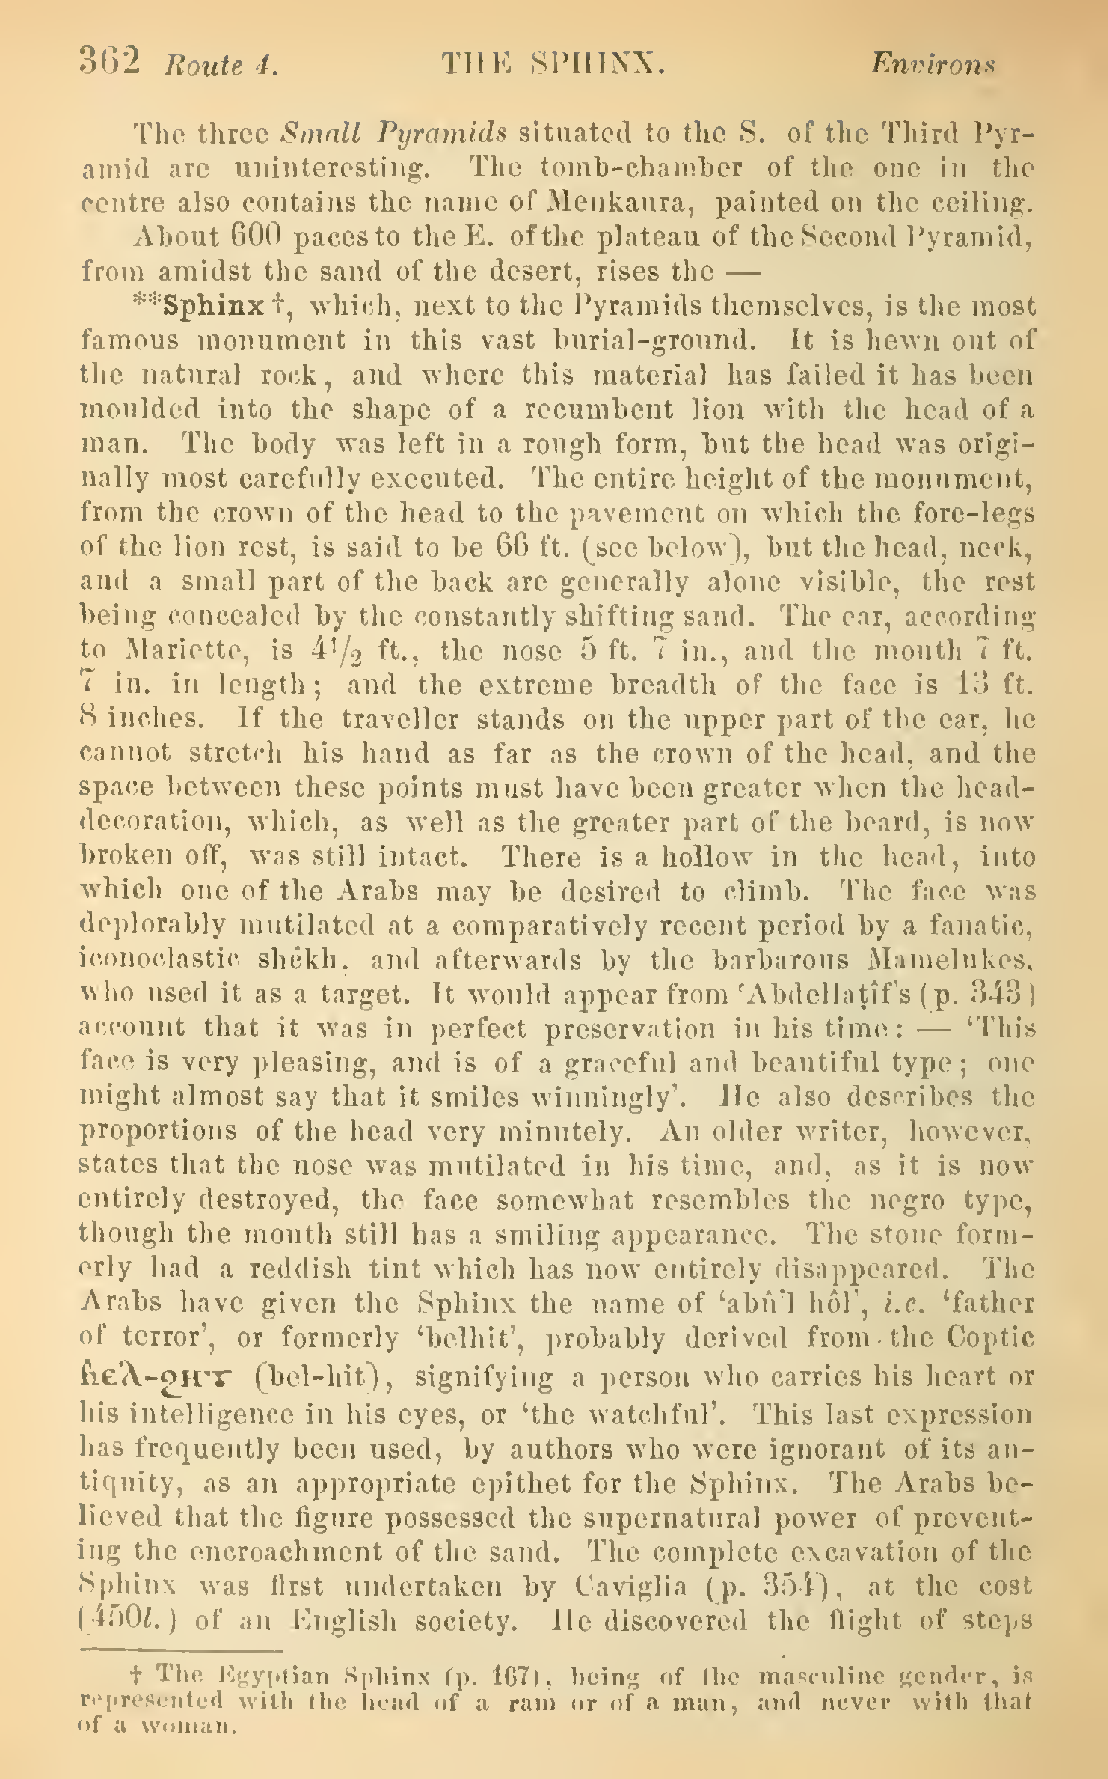 362 Route 4. THE SPHINX. Environs
The three Small Pyramids situated to the S. of the Third Pyr-
amid are uninteresting. The tomb-chamber of the one in the
centre also contains the name of Menkaura, painted on the ceiling.
About 600 paces to the E. of the plateau of the Second Pyramid,
from amidst the sand of the desert, rises the —
**Sphinx †, which, next to the Pyramids themselves, is the most
famous monument in this vast burial-ground. It is hewn out of
the natural rock, and where this material has failed it has been
moulded into the shape of a recumbent lion with the head of a
man. The body was left in a rough form, but the head was origi-
nally most carefully executed. The entire height of the monument,
from the crown of the head to the pavement on which the fore-legs
of the lion rest, is said to be 66 ft. (see below), but the head, neck,
and a small part of the back are generally alone visible, the rest
being concealed by the constantly shifting sand. The ear, according
to Mariette, is 4½ ft., the nose 5 ft. 7 in., and the mouth 7 ft.
7 in. in length; and the extreme breadth of the face is 13 ft.
8 inches. If the traveller stands on the upper part of the ear, he
cannot stretch his hand as far as the crown of the head, and the
space between these points must have been greater when the head-
decoration, which, as well as the greater part of the beard, is now
broken off, was still intact. There is a hollow in the head, into
which one of the Arabs may be desired to climb. The face was
deplorably mutilated at a comparatively recent period by a fanatic,
iconoclastic shêkh, and afterwards by the barbarous Mamelukes,
who used it as a target. It would appear from ‘Abdellaṭîf's (p. 343)
account that it was in perfect preservation in his time: — ‘This
face is very pleasing, and is of a graceful and beautiful type; one
might almost say that it smiles winningly’. He also describes the
proportions of the head very minutely. An older writer, however,
states that the nose was mutilated in his time, and, as it is now
entirely destroyed, the face somewhat resembles the negro type,
though the mouth still has a smiling appearance. The stone form-
erly had a reddish tint which has now entirely disappeared. The
Arabs have given the Sphinx the name of ‘abû'l hôl’, i.e. ‘father
of terror’, or formerly ‘belhit’, probably derived from the Coptic
ⲃⲉⲗ-ϩⲏⲧ (bel-hit), signifying a person who carries his heart or
his intelligence in his eyes, or ‘the watchful’. This last expression
has frequently been used, by authors who were ignorant of its an-
tiquity, as an appropriate epithet for the Sphinx. The Arabs be-
lieved that the figure possessed the supernatural power of prevent-
ing the encroachment of the sand. The complete excavation of the
Sphinx was first undertaken by Caviglia (p. 354), at the cost
(450l.) of an English society. He discovered the flight of steps
† The Egyptian Sphinx (p. 167), being of the masculine gender, is
represented with the head of a ram or of a man, and never with that
of a woman.